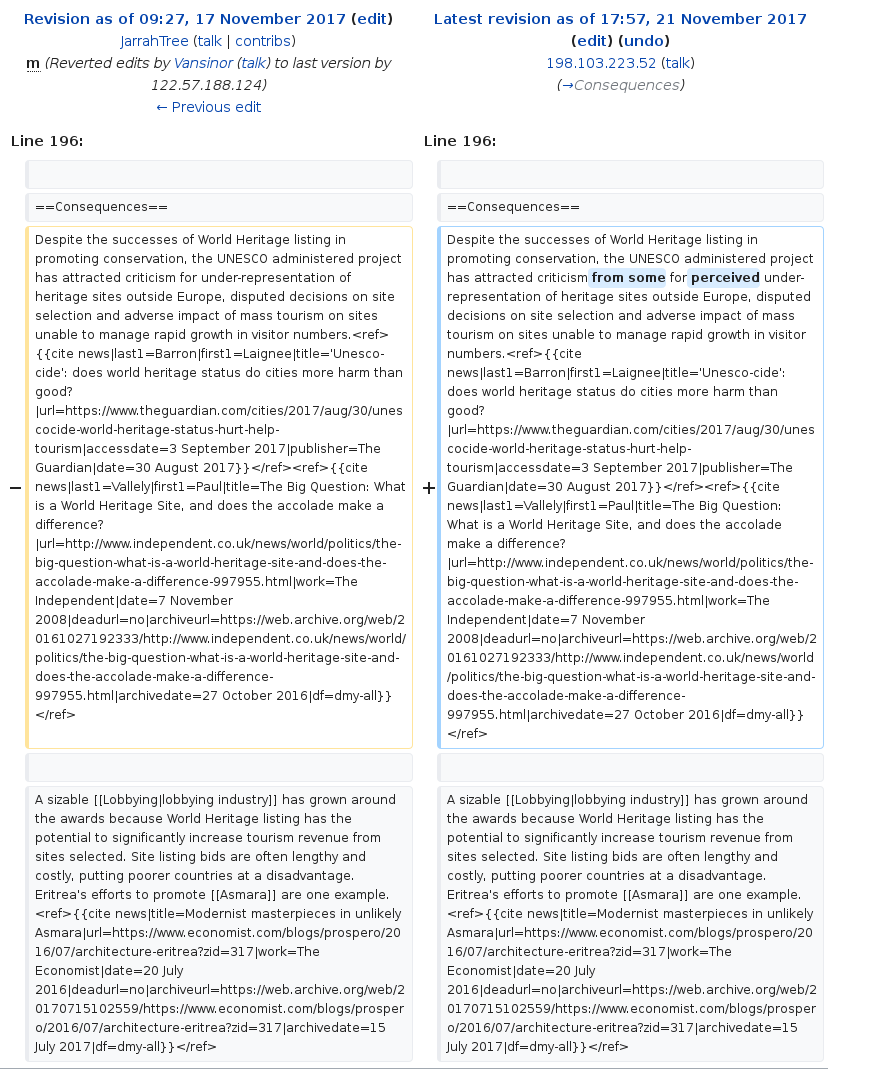 Revision as of 09:27, 17 November 2017 (edit)
JarrahTree (talk | contribs)
m (Reverted edits by Vansinor (talk) to last version by
122.57.188.124)
← Previous edit
Latest revision as of 17:57, 21 November 2017
(edit) (undo)
198.103.223.52 (talk)
(→Consequences)
Line 196:
Line 196:
==Consequences==
==Consequences==
−
Despite the successes of World Heritage listing in
promoting conservation, the UNESCO administered project
has attracted criticism for under-representation of
heritage sites outside Europe, disputed decisions on site
selection and adverse impact of mass tourism on sites
unable to manage rapid growth in visitor numbers.<ref>
{{cite news|last1=Barron|first1=Laignee|title='Unesco-
cide': does world heritage status do cities more harm than
good?
|url=https://www.theguardian.com/cities/2017/aug/30/unes
cocide-world-heritage-status-hurt-help-
tourism|accessdate=3 September 2017|publisher=The
Guardian|date=30 August 2017}}</ref><ref>{{cite
news|last1=Vallely|first1=Paul|title=The Big Question: What
is a World Heritage Site, and does the accolade make a
difference?
|url=http://www.independent.co.uk/news/world/politics/the-
big-question-what-is-a-world-heritage-site-and-does-the-
accolade-make-a-difference-997955.html|work=The
Independent|date=7 November
2008|deadurl=no|archiveurl=https://web.archive.org/web/2
0161027192333/http://www.independent.co.uk/news/world/
politics/the-big-question-what-is-a-world-heritage-site-and-
does-the-accolade-make-a-difference-
997955.html|archivedate=27 October 2016|df=dmy-all}}
</ref>
+
Despite the successes of World Heritage listing in
promoting conservation, the UNESCO administered project
has attracted criticism from some for perceived under-
representation of heritage sites outside Europe, disputed
decisions on site selection and adverse impact of mass
tourism on sites unable to manage rapid growth in visitor
numbers.<ref>{{cite
news|last1=Barron|first1=Laignee|title='Unesco-cide':
does world heritage status do cities more harm than
good?
|url=https://www.theguardian.com/cities/2017/aug/30/unes
cocide-world-heritage-status-hurt-help-
tourism|accessdate=3 September 2017|publisher=The
Guardian|date=30 August 2017}}</ref><ref>{{cite
news|last1=Vallely|first1=Paul|title=The Big Question:
What is a World Heritage Site, and does the accolade
make a difference?
|url=http://www.independent.co.uk/news/world/politics/the-
big-question-what-is-a-world-heritage-site-and-does-the-
accolade-make-a-difference-997955.html|work=The
Independent|date=7 November
2008|deadurl=no|archiveurl=https://web.archive.org/web/2
0161027192333/http://www.independent.co.uk/news/world
/politics/the-big-question-what-is-a-world-heritage-site-and-
does-the-accolade-make-a-difference-
997955.html|archivedate=27 October 2016|df=dmy-all}}
</ref>
A sizable [[Lobbying|lobbying industry]] has grown around
the awards because World Heritage listing has the
potential to significantly increase tourism revenue from
sites selected. Site listing bids are often lengthy and
costly, putting poorer countries at a disadvantage.
Eritrea's efforts to promote [[Asmara]] are one example.
<ref>{{cite news|title=Modernist masterpieces in unlikely
Asmara|url=https://www.economist.com/blogs/prospero/20
16/07/architecture-eritrea?zid=317|work=The
Economist|date=20 July
2016|deadurl=no|archiveurl=https://web.archive.org/web/2
0170715102559/https://www.economist.com/blogs/prosper
o/2016/07/architecture-eritrea?zid=317|archivedate=15
July 2017|df=dmy-all}}</ref>
A sizable [[Lobbying|lobbying industry]] has grown around
the awards because World Heritage listing has the
potential to significantly increase tourism revenue from
sites selected. Site listing bids are often lengthy and
costly, putting poorer countries at a disadvantage.
Eritrea's efforts to promote [[Asmara]] are one example.
<ref>{{cite news|title=Modernist masterpieces in unlikely
Asmara|url=https://www.economist.com/blogs/prospero/20
16/07/architecture-eritrea?zid=317|work=The
Economist|date=20 July
2016|deadurl=no|archiveurl=https://web.archive.org/web/2
0170715102559/https://www.economist.com/blogs/prosper
o/2016/07/architecture-eritrea?zid=317|archivedate=15
July 2017|df=dmy-all}}</ref>